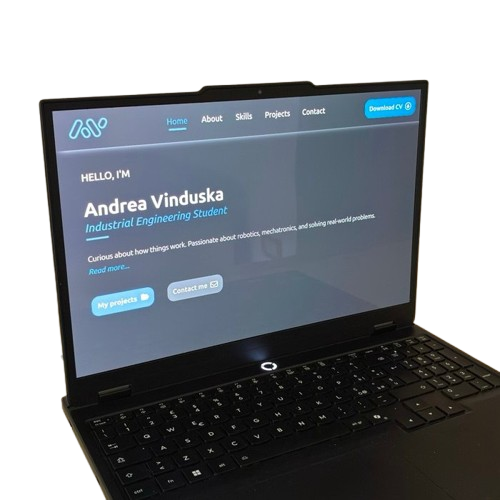 Home About Skills Projects Contact Download CV
HELLO, I'M
Andrea Vinduska
Industrial Engineering Student
Curious about how things work. Passionate about robotics, mechatronics, and solving real-world problems.
Read more...
My projects Contact me